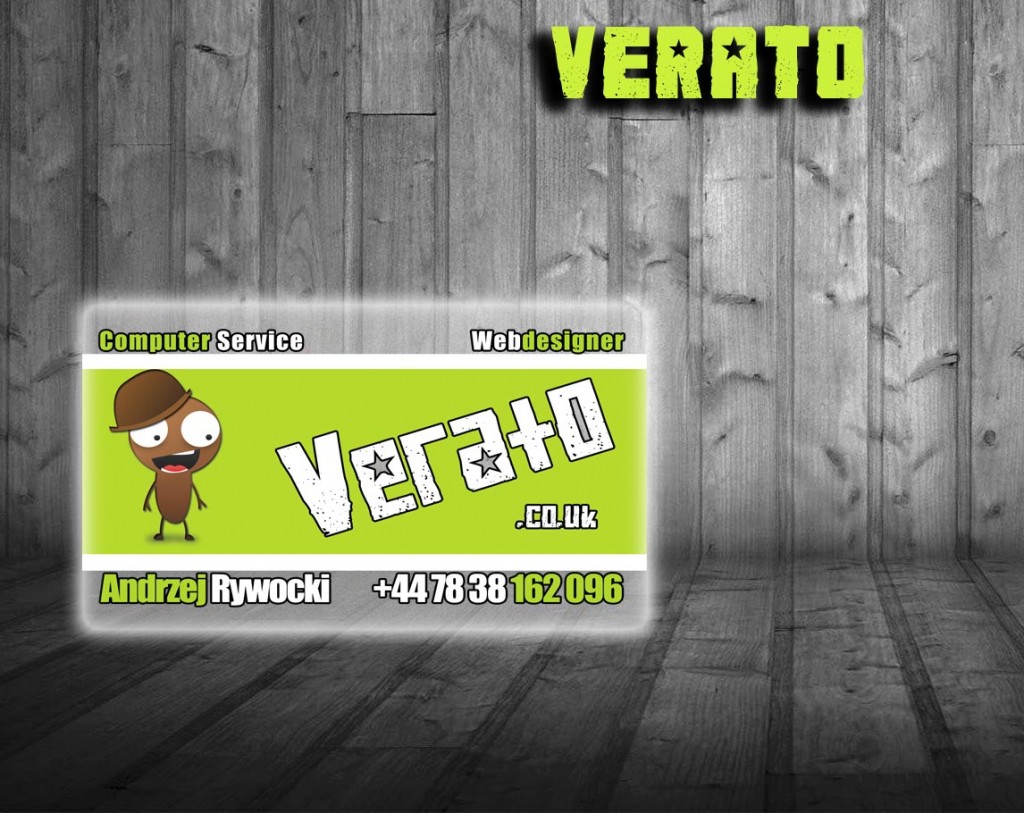 VERATO
Computer Service Webdesigner
Verato
.co.uk
Andrzej Rywocki +44 78 38 162 096